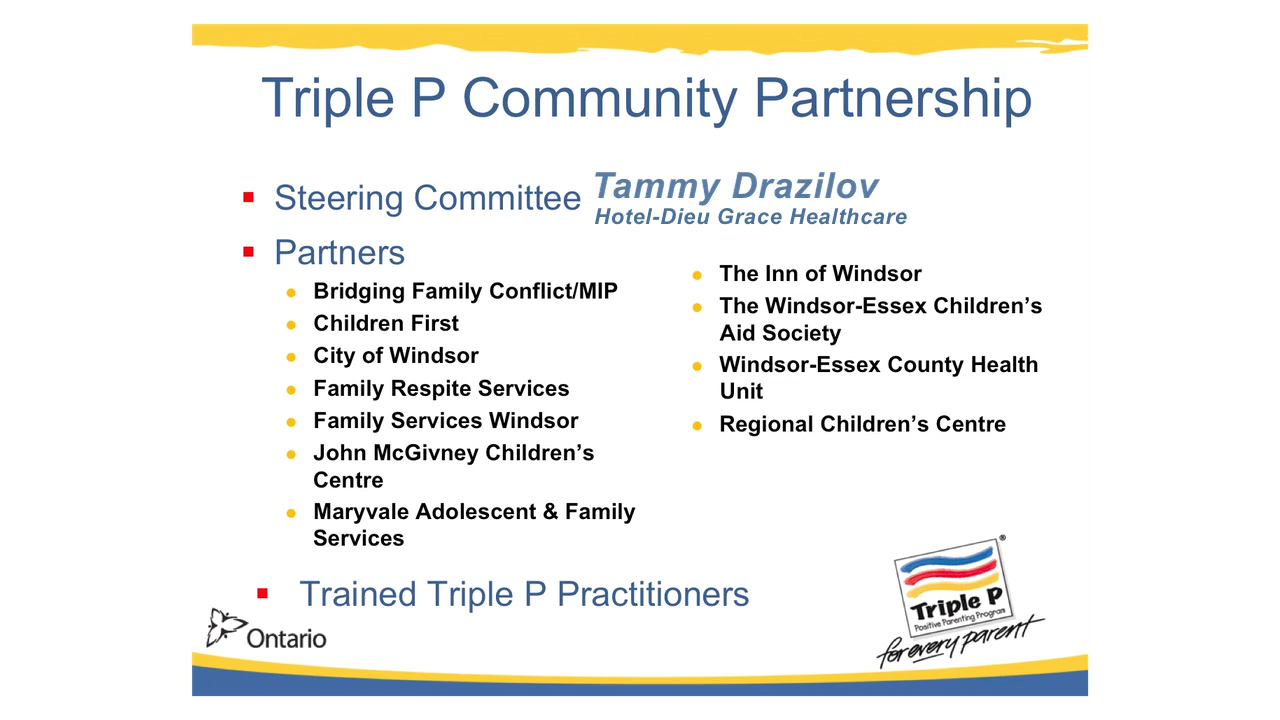 Triple P Community Partnership
Steering Committee
Tammy Drazilov
Hotel-Dieu Grace Healthcare
Partners
Bridging Family Conflict/MIP
Children First
City of Windsor
Family Respite Services
Family Services Windsor
John McGivney Children’s
Centre
Maryvale Adolescent & Family
Services
The Inn of Windsor
The Windsor-Essex Children’s
Aid Society
Windsor-Essex County Health
Unit
Regional Children’s Centre
Trained Triple P Practitioners
Ontario
®
Triple P
Positive Parenting Program
for every parent